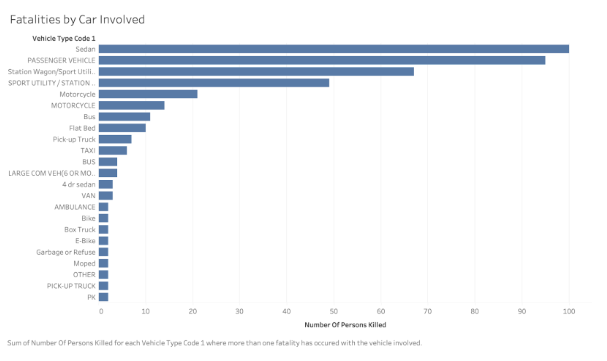 Fatalities by Car Involved
Vehicle Type Code 1
Sedan
PASSENGER VEHICLE
Station Wagon/Sport Utili..
SPORT UTILITY / STATION ..
Motorcycle
MOTORCYCLE
Bus
Flat Bed
Pick-up Truck
TAXI
BUS
LARGE COM VEH(6 OR MO..
4 dr sedan
VAN
AMBULANCE
Bike
Box Truck
E-Bike
Garbage or Refuse
Moped
OTHER
PICK-UP TRUCK
PK
0 10 20 30 40 50 60 70 80 90 100
Number Of Persons Killed
Sum of Number Of Persons Killed for each Vehicle Type Code 1 where more than one fatality has occured with the vehicle involved.